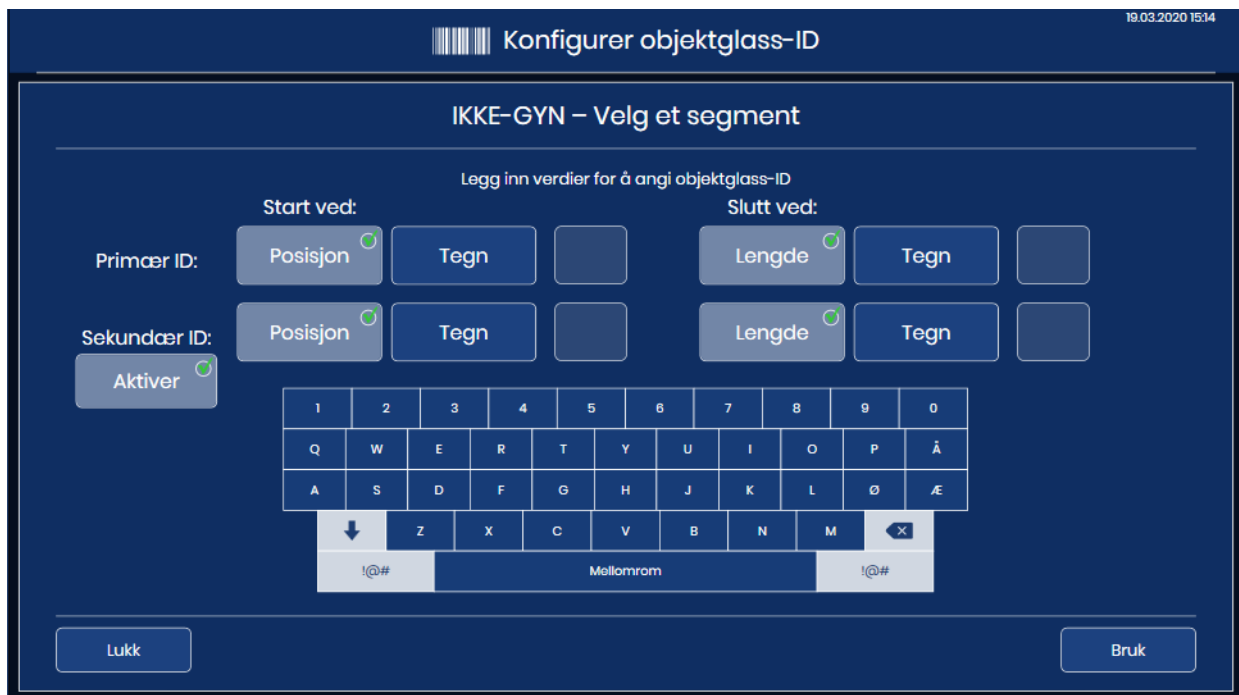 19.03.2020 15:14
Konfigurer objektglass-ID
IKKE-GYN – Velg et segment
Legg inn verdier for å angi objektglass-ID
Start ved: Slutt ved:
Primær ID: Posisjon Tegn Lengde Tegn
Sekundær ID: Posisjon Tegn Lengde Tegn
Aktiver
1 2 3 4 5 6 7 8 9 0
Q W E R T Y U I O P Å
A S D F G H J K L Ø Æ
Z X C V B N M
!@# Mellomrom !@#
Lukk Bruk